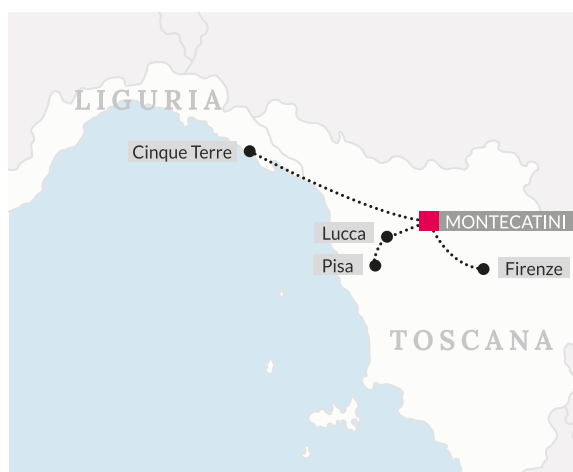 LIGURIA
Cinque Terre
MONTECATINI
Lucca
Pisa
Firenze
TOSCANA